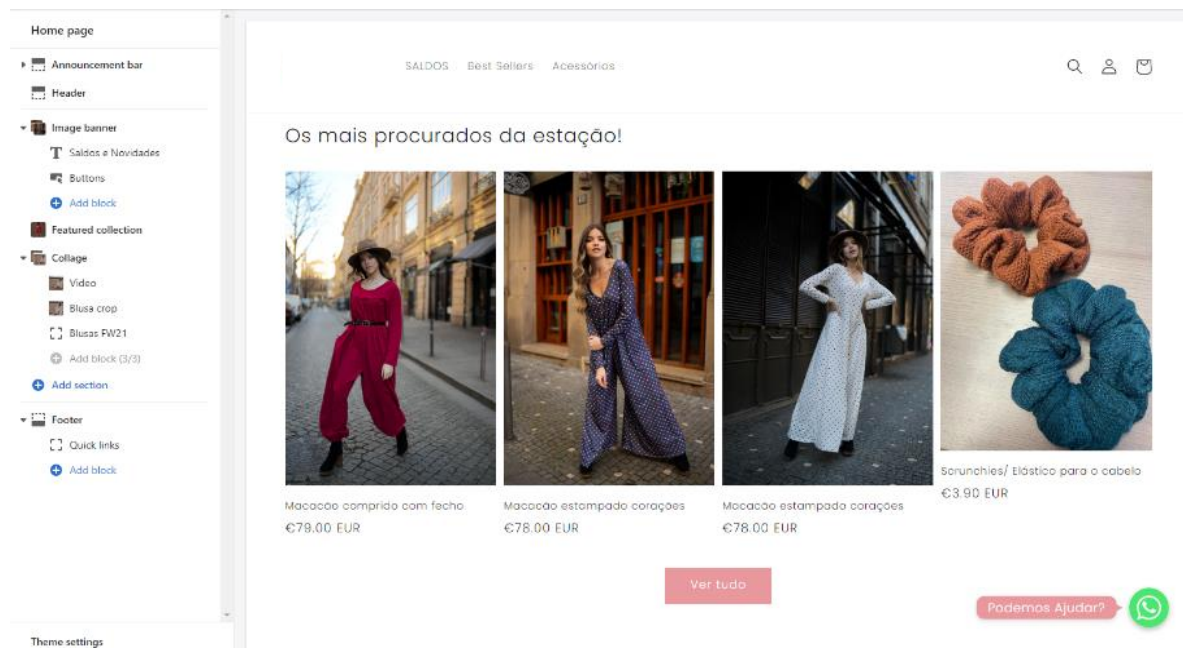 Home page
Announcement bar
Header
Image banner
Saldos e Novidades
Buttons
Add block
Featured collection
Collage
Video
Blusa crop
Blusas FW21
Add block (3/3)
Add section
Footer
Quick links
Add block
Theme settings
SALDOS Best Sellers Acessórios
Os mais procurados da estação!
Macacão comprido com fecho
€79.00 EUR
Macacão estampado corações
€78.00 EUR
Macacão estampado corações
€78.00 EUR
Scrunchies/ Elástico para o cabelo
€3.90 EUR
Ver tudo
Podemos Ajudar?